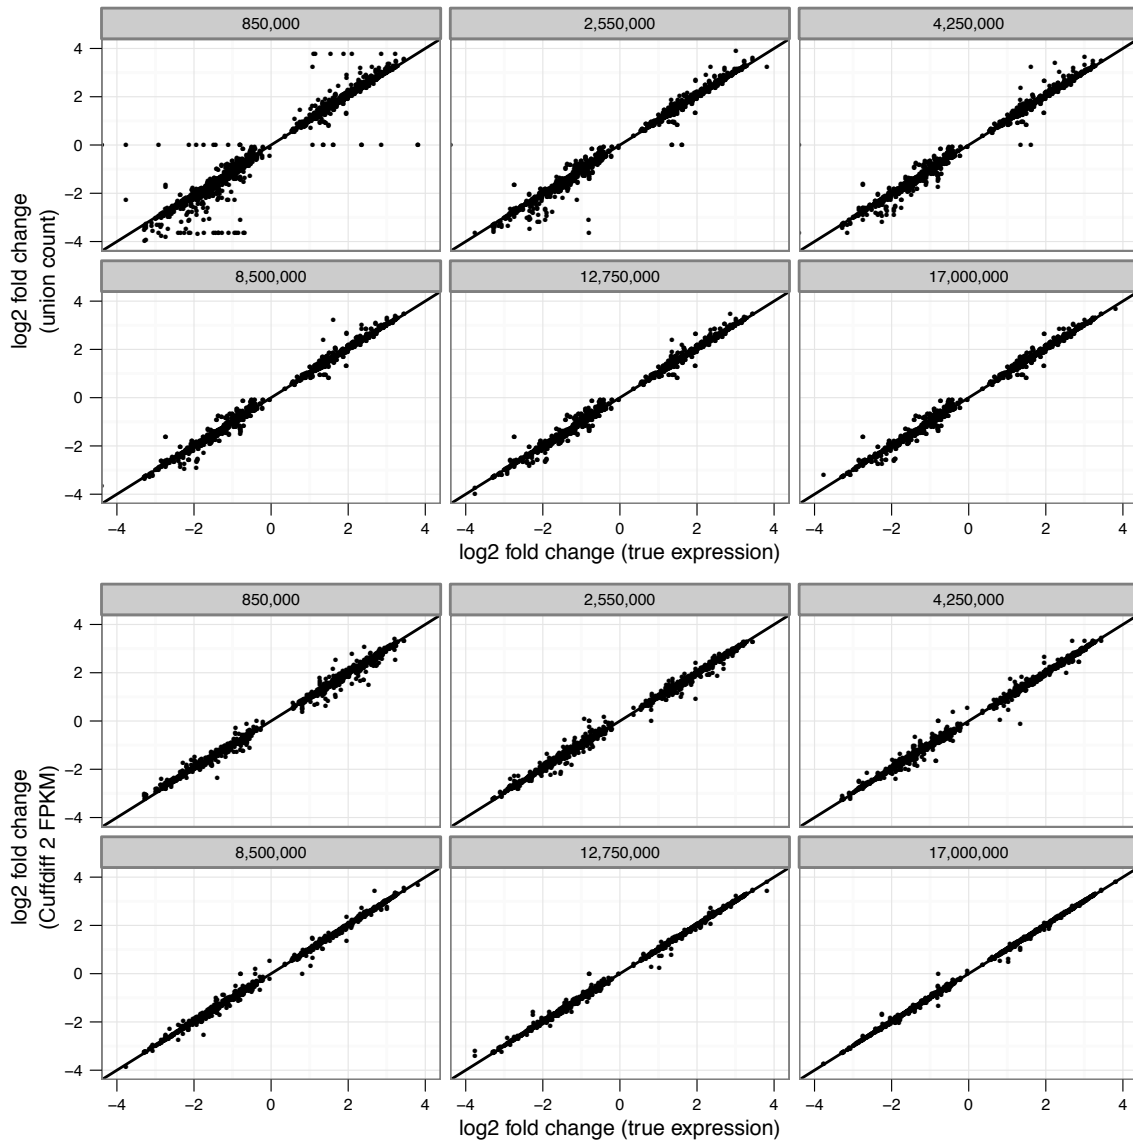 850,000 2,550,000 4,250,000
4
2
0
−2
−4
8,500,000 12,750,000 17,000,000
4
2
0
−2
−4
log2 fold change
(union count)
−4 −2 0 2 4 −4 −2 0 2 4 −4 −2 0 2 4
log2 fold change (true expression)
850,000 2,550,000 4,250,000
4
2
0
−2
−4
8,500,000 12,750,000 17,000,000
4
2
0
−2
−4
log2 fold change
(Cuffdiff 2 FPKM)
−4 −2 0 2 4 −4 −2 0 2 4 −4 −2 0 2 4
log2 fold change (true expression)